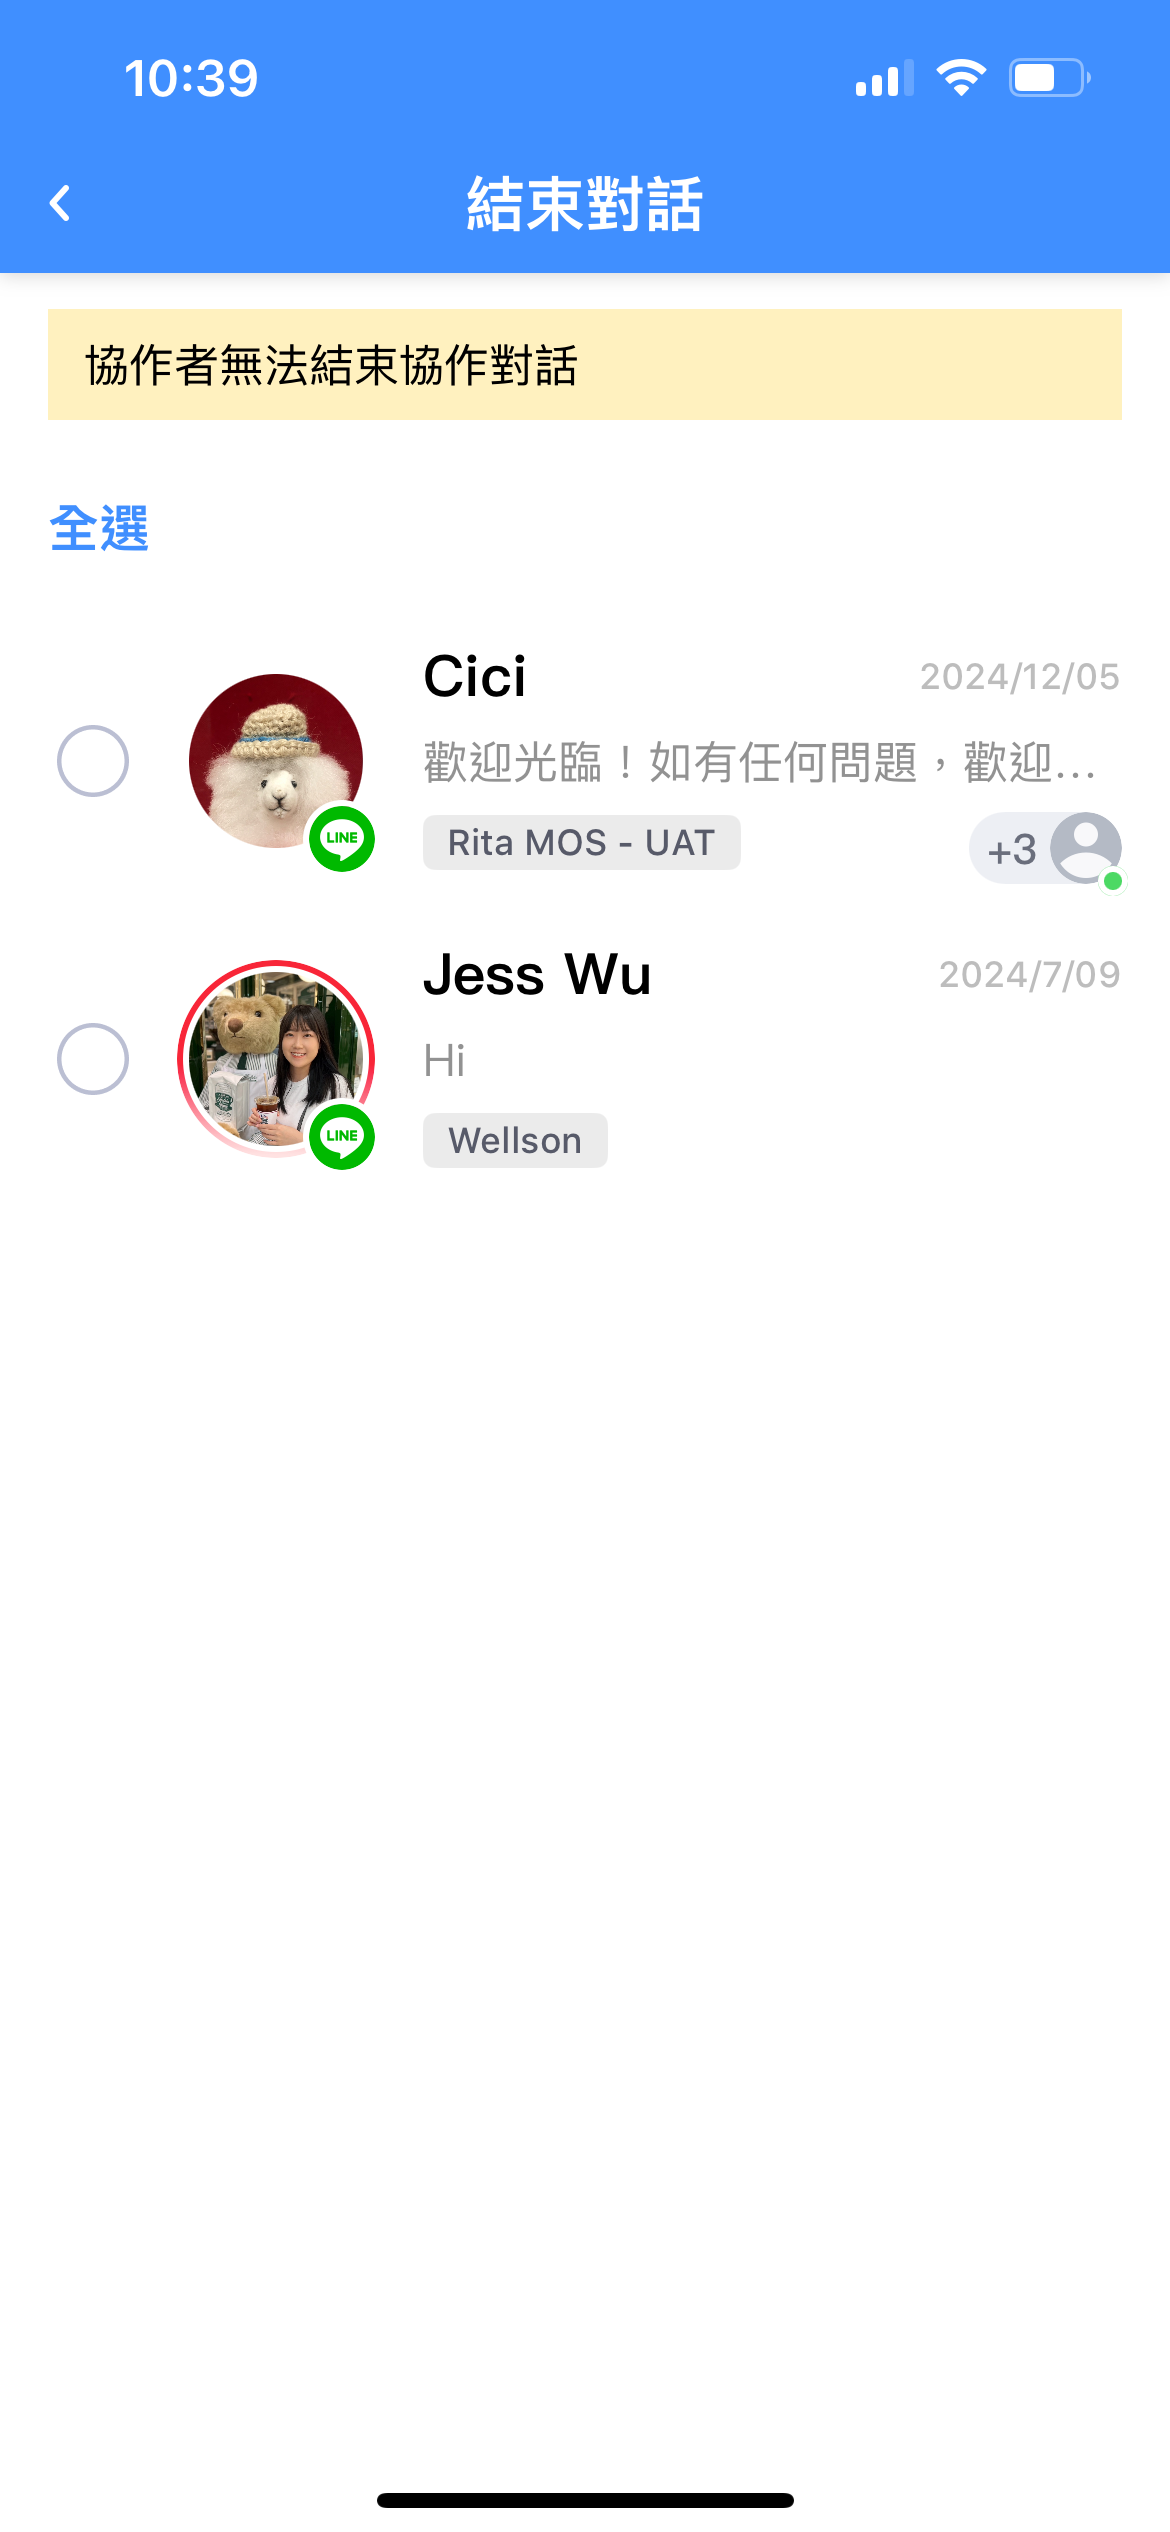 10:39
結束對話
協作者無法結束協作對話
全選
Cici
2024/12/05
歡迎光臨！如有任何問題，歡迎...
LINE
Rita MOS - UAT
+3
Jess Wu
2024/7/09
Hi
LINE
Wellson